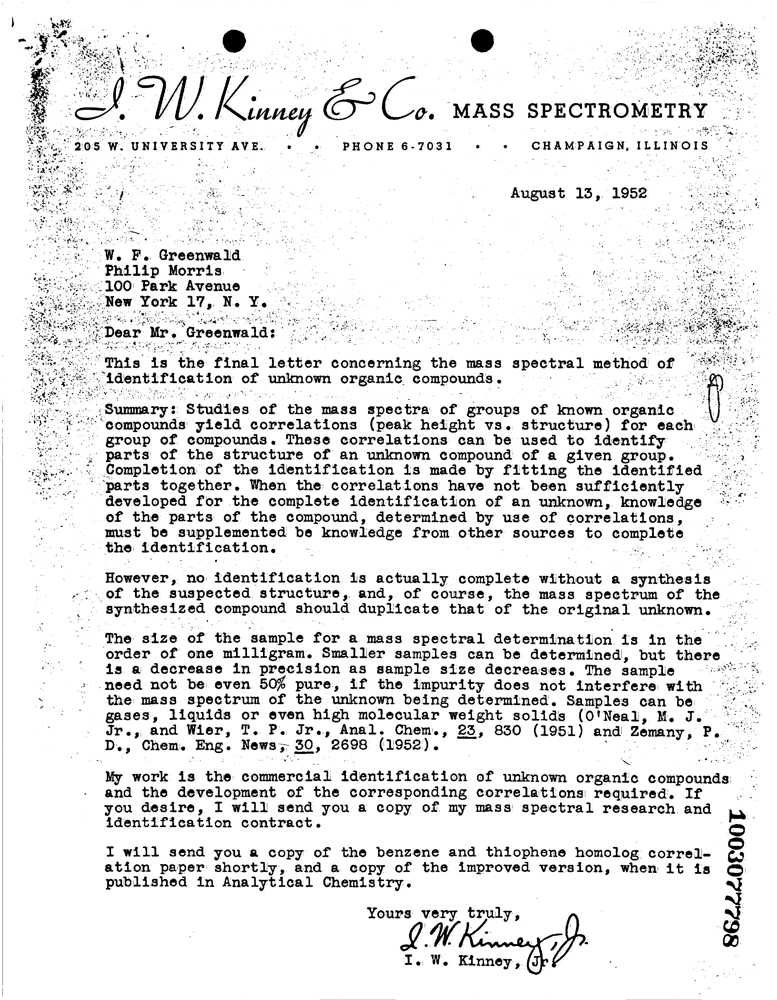 I. W. Kinney & Co. MASS SPECTROMETRY
205 W. UNIVERSITY AVE. • • PHONE 6-7031 • • CHAMPAIGN, ILLINOIS
August 13, 1952
W. F. Greenwald
Philip Morris
100 Park Avenue
New York 17, N. Y.
Dear Mr. Greenwald:
This is the final letter concerning the mass spectral method of
identification of unknown organic compounds.
Summary: Studies of the mass spectra of groups of known organic
compounds yield correlations (peak height vs. structure) for each
group of compounds. These correlations can be used to identify
parts of the structure of an unknown compound of a given group.
Completion of the identification is made by fitting the identified
parts together. When the correlations have not been sufficiently
developed for the complete identification of an unknown, knowledge
of the parts of the compound, determined by use of correlations,
must be supplemented be knowledge from other sources to complete
the identification.
However, no identification is actually complete without a synthesis
of the suspected structure, and, of course, the mass spectrum of the
synthesized compound should duplicate that of the original unknown.
The size of the sample for a mass spectral determination is in the
order of one milligram. Smaller samples can be determined, but there
is a decrease in precision as sample size decreases. The sample
need not be even 50% pure, if the impurity does not interfere with
the mass spectrum of the unknown being determined. Samples can be
gases, liquids or even high molecular weight solids (O'Neal, M. J.
Jr., and Wier, T. P. Jr., Anal. Chem., 23, 830 (1951) and Zemany, P.
D., Chem. Eng. News, 30, 2698 (1952).
My work is the commercial identification of unknown organic compounds
and the development of the corresponding correlations required. If
you desire, I will send you a copy of my mass spectral research and
identification contract.
I will send you a copy of the benzene and thiophene homolog correl-
ation paper shortly, and a copy of the improved version, when it is
published in Analytical Chemistry.
Yours very truly,
I. W. Kinney, Jr.
I. W. Kinney, Jr.
1003077798